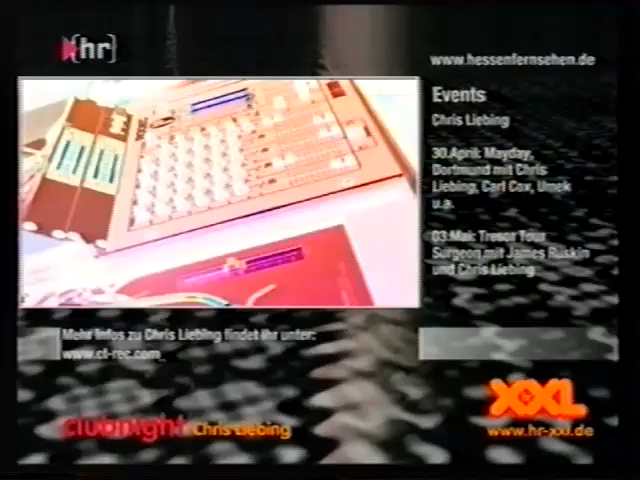 hr
www.hessenfernsehen.de
Events
Chris Liebing
30.April: Mayday,
Dortmund mit Chris
Liebing, Carl Cox, Umek
u.a.
03.Mai: Tresor Tour
Surgeon mit James Ruskin
und Chris Liebing
Mehr Infos zu Chris Liebing findet ihr unter:
www.cl-rec.com
XXL
clubnight Chris Liebing
www.hr-xxl.de